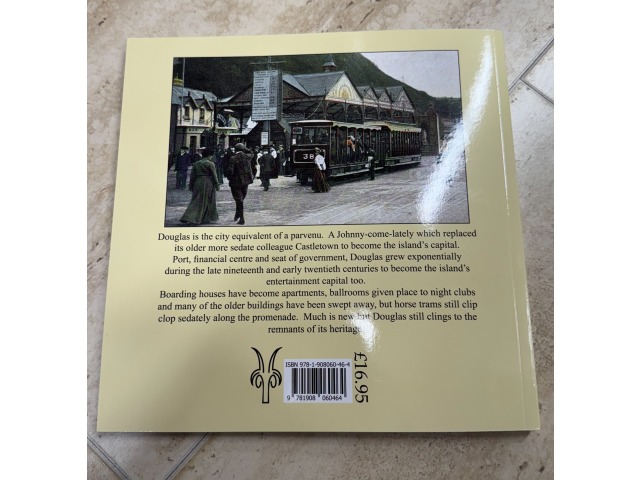 38
Douglas is the city equivalent of a parvenu. A Johnny-come-lately which replaced
its older more sedate colleague Castletown to become the island's capital.
Port, financial centre and seat of government, Douglas grew exponentially
during the late nineteenth and early twentieth centuries to become the island's
entertainment capital too.
Boarding houses have become apartments, ballrooms given place to night clubs
and many of the older buildings have been swept away, but horse trams still clip
clop sedately along the promenade. Much is new but Douglas still clings to the
remnants of its heritage.
ISBN 978-1-908060-46-4
9 781908 060464
£16.95